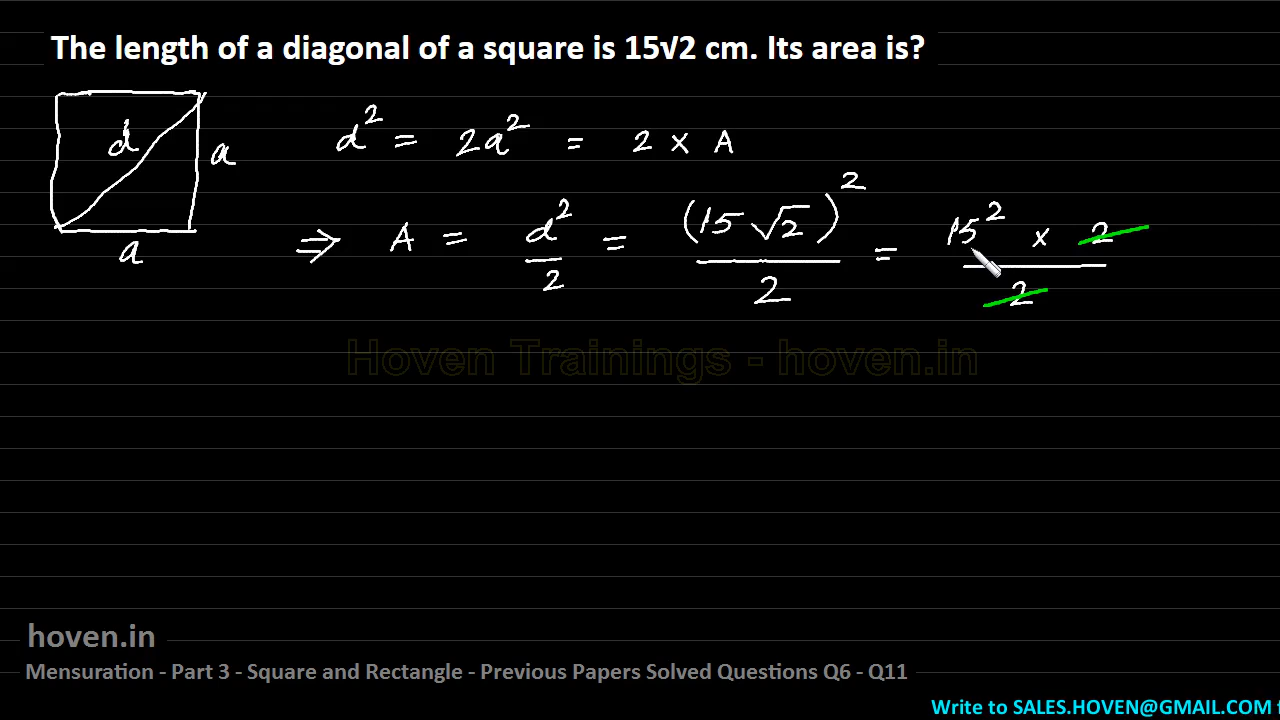 The length of a diagonal of a square is 15√2 cm. Its area is?
d
a
a
d² = 2a² = 2 × A
⇒ A = d²/2 = (15√2)²/2 = 15² × 2/2
Hoven Trainings - hoven.in
hoven.in
Mensuration - Part 3 - Square and Rectangle - Previous Papers Solved Questions Q6 - Q11
Write to SALES.HOVEN@GMAIL.COM